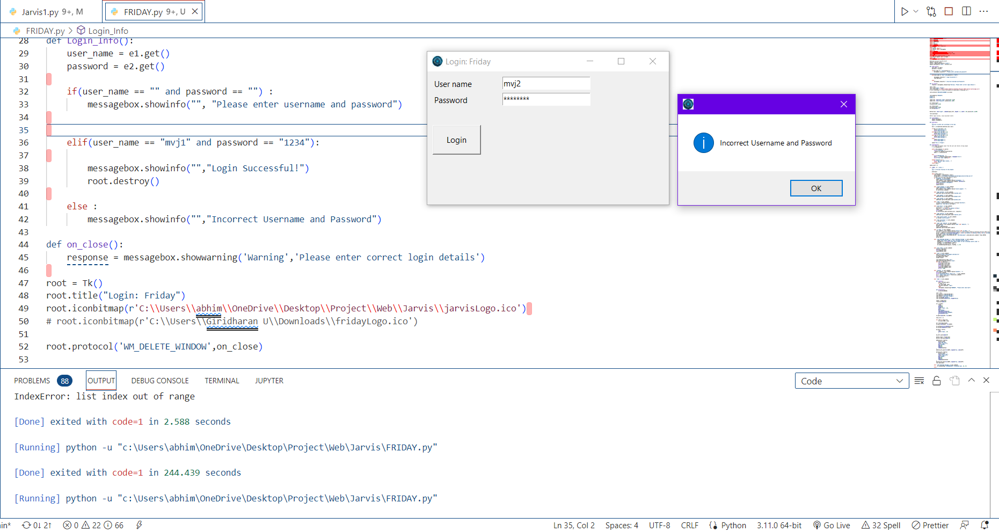 Jarvis1.py 9+, M
FRIDAY.py 9+, U
FRIDAY.py > Login_Info
28 def Login_Info():
29 user_name = e1.get()
30 password = e2.get()
31
32 if(user_name == "" and password == "") :
33 messagebox.showinfo("", "Please enter username and password")
34
35
36 elif(user_name == "mvj1" and password == "1234"):
37
38 messagebox.showinfo("","Login Successful!")
39 root.destroy()
40
41 else :
42 messagebox.showinfo("","Incorrect Username and Password")
43
44 def on_close():
45 response = messagebox.showwarning('Warning','Please enter correct login details')
46
47 root = Tk()
48 root.title("Login: Friday")
49 root.iconbitmap(r'C:\\Users\\abhim\\OneDrive\\Desktop\\Project\\Web\\Jarvis\\jarvisLogo.ico')
50 # root.iconbitmap(r'C:\\Users\\Giridharan U\\Downloads\\fridayLogo.ico')
51
52 root.protocol('WM_DELETE_WINDOW',on_close)
53
Login: Friday
User name mvj2
Password ********
Login
Incorrect Username and Password
OK
PROBLEMS 88 OUTPUT DEBUG CONSOLE TERMINAL JUPYTER
Code
IndexError: list index out of range
[Done] exited with code=1 in 2.588 seconds
[Running] python -u "c:\Users\abhim\OneDrive\Desktop\Project\Web\Jarvis\FRIDAY.py"
[Done] exited with code=1 in 244.439 seconds
[Running] python -u "c:\Users\abhim\OneDrive\Desktop\Project\Web\Jarvis\FRIDAY.py"
0↓ 2↑ 0 22 66 Ln 35, Col 2 Spaces: 4 UTF-8 CRLF Python 3.11.0 64-bit Go Live 32 Spell Prettier